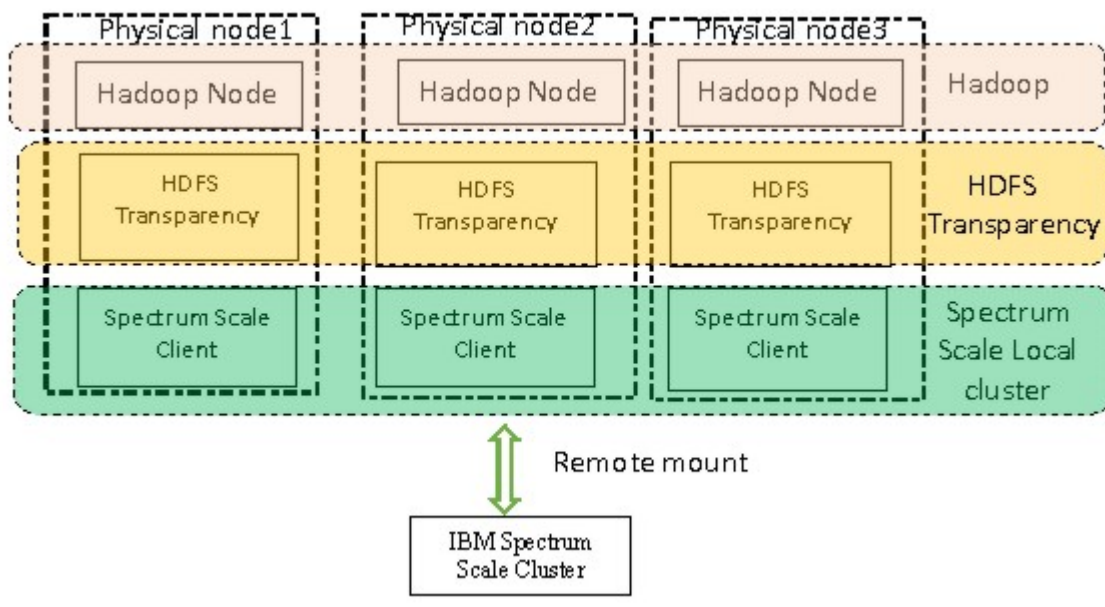 Physical node1
Physical node2
Physical node3
Hadoop Node
Hadoop Node
Hadoop Node
Hadoop
HDFS
Transparency
HDFS
Transparency
HDFS
Transparency
HDFS
Transparency
Spectrum Scale
Client
Spectrum Scale
Client
Spectrum Scale
Client
Spectrum
Scale Local
cluster
Remote mount
IBM Spectrum
Scale Cluster